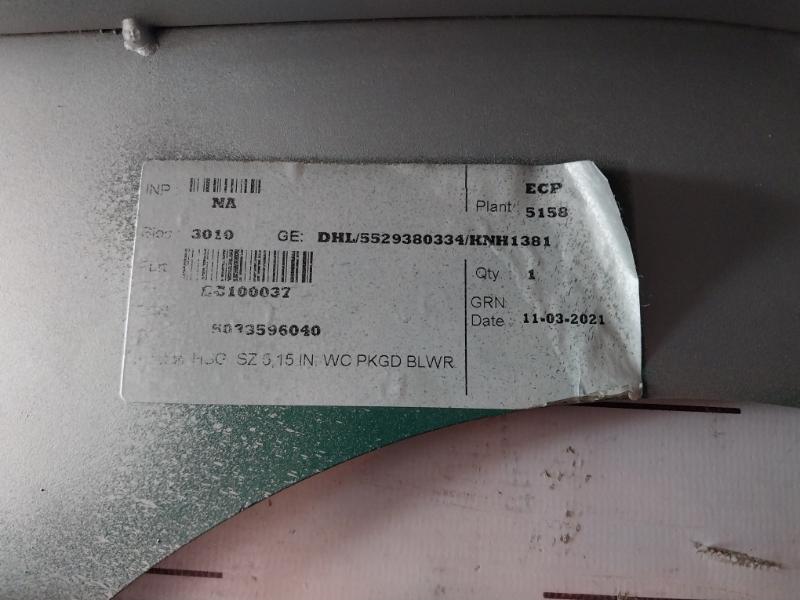 INP NA
Plant ECP
5158
3010 GE: DHL/5529380334/KNH1381
Qty 1
GRN
Date 11-03-2021
SZ 5,15 IN, WC PKGD BLWR